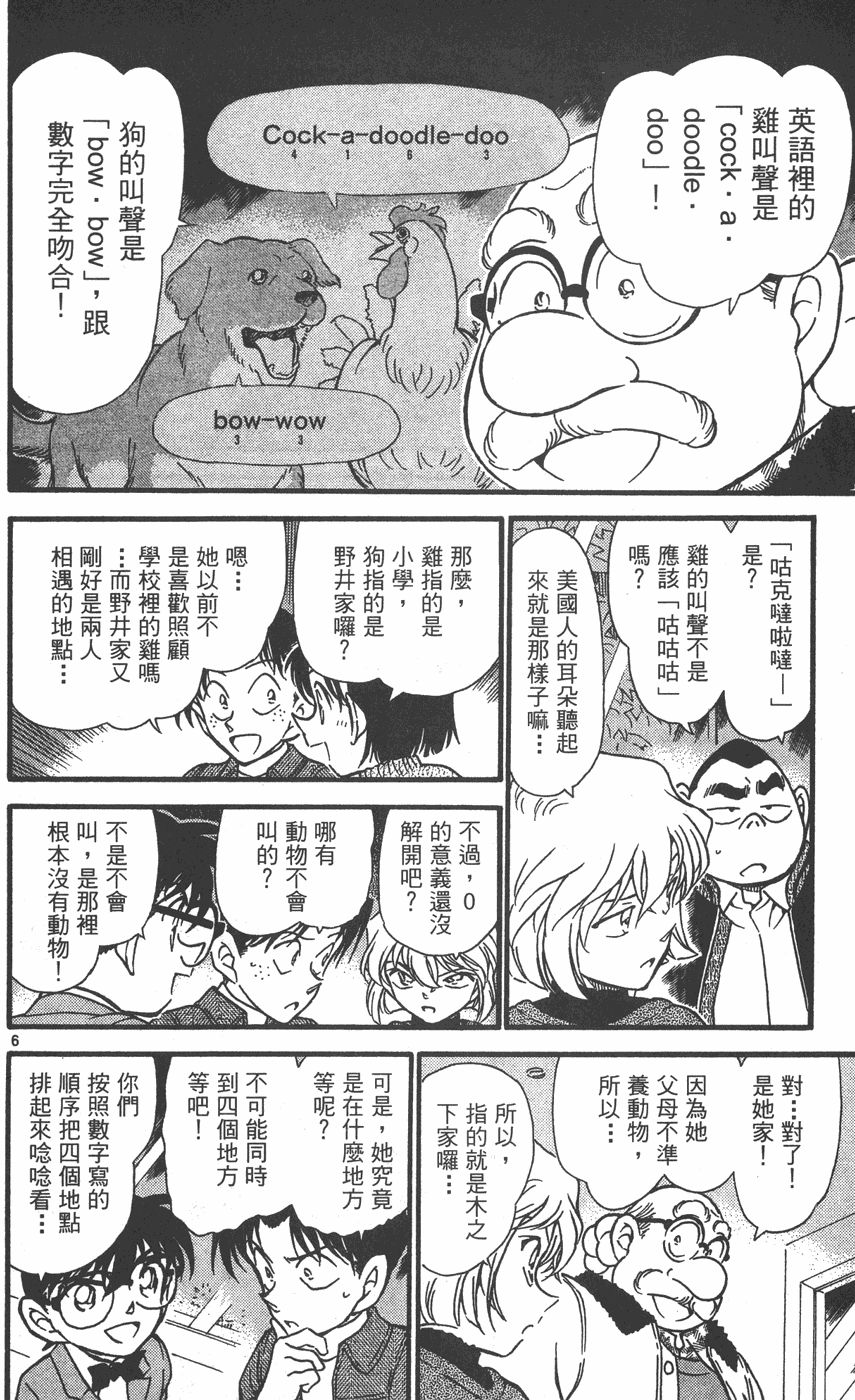 英語裡的
雞叫聲是
「cock．a．
doodle．
doo」！
Cock-a-doodle-doo
4 1 6 3
狗的叫聲是
「bow．bow」，跟
數字完全吻合！
bow-wow
3 3
「咕克噠啦噠—」
是？
雞的叫聲不是
應該「咕咕咕」
嗎？
美國人的耳朵聽起
來就是那樣子嘛…
那麼，
雞指的是
小學，
狗指的是
野井家囉？
嗯…
她以前不
是喜歡照顧
學校裡的雞嗎
…而野井家又
剛好是兩人
相遇的地點…
不過，0
的意義還沒
解開吧？
哪有
動物不會
叫的？
不是不會
叫，是那裡
根本沒有動物！
6
對…對了！
是她家！
因為她
父母不準
養動物，
所以…
所以，
指的就是木之
下家囉…
可是，她究竟
是在什麼地方
等呢？
不可能同時
到四個地方
等吧！
你們
按照數字寫的
順序把四個地點
排起來唸唸看…